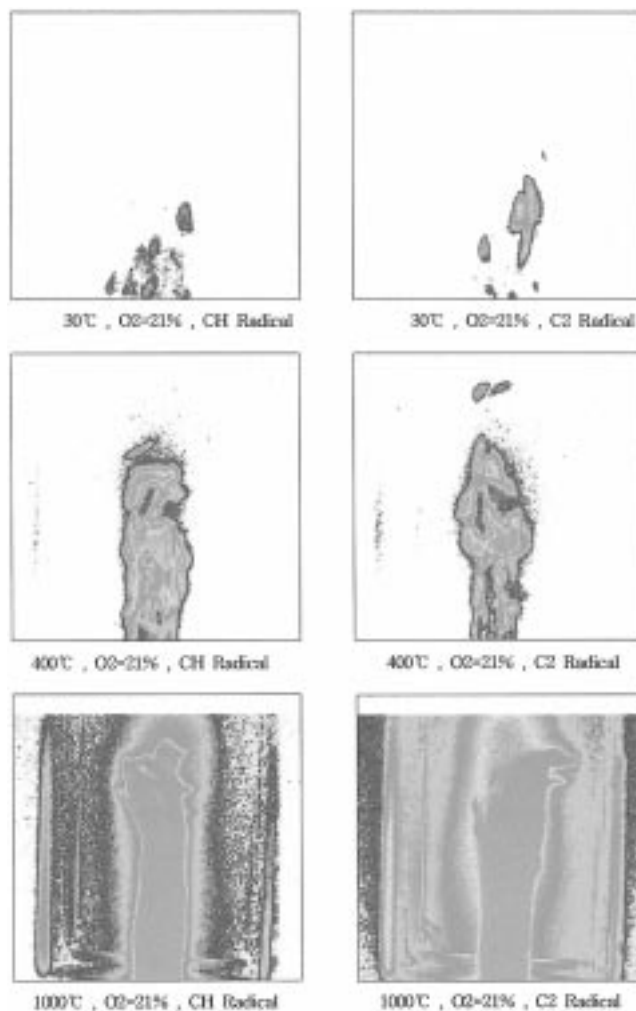 30℃ , O2=21% , CH Radical
30℃ , O2=21% , C2 Radical
400℃ , O2=21% , CH Radical
400℃ , O2=21% , C2 Radical
1000℃ , O2=21% , CH Radical
1000℃ , O2=21% , C2 Radical